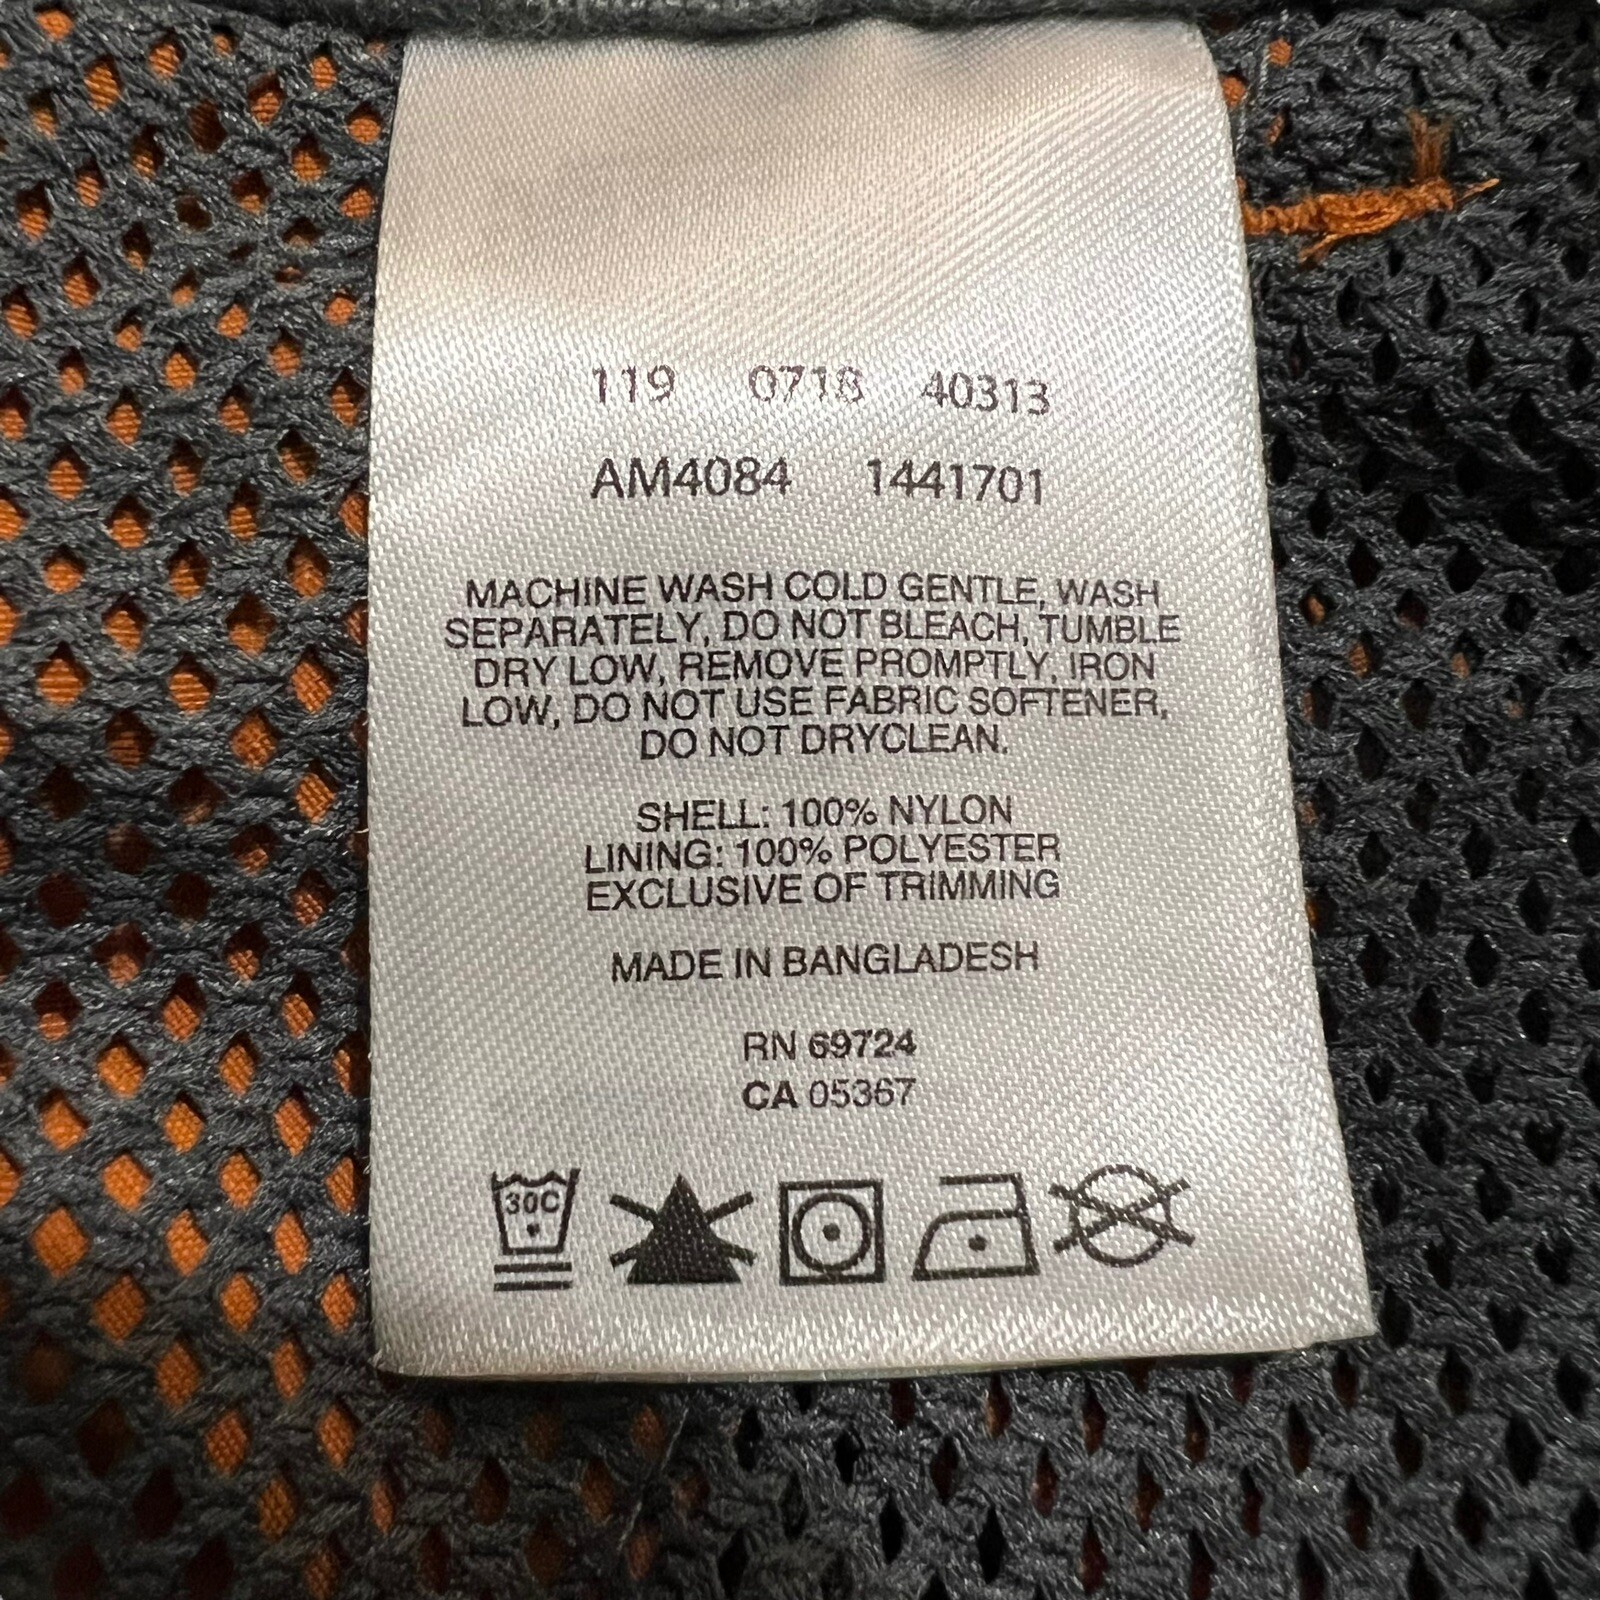 119 0718 40313
AM4084 1441701
MACHINE WASH COLD GENTLE, WASH
SEPARATELY, DO NOT BLEACH, TUMBLE
DRY LOW, REMOVE PROMPTLY, IRON
LOW, DO NOT USE FABRIC SOFTENER,
DO NOT DRYCLEAN.
SHELL: 100% NYLON
LINING: 100% POLYESTER
EXCLUSIVE OF TRIMMING
MADE IN BANGLADESH
RN 69724
CA 05367
30C